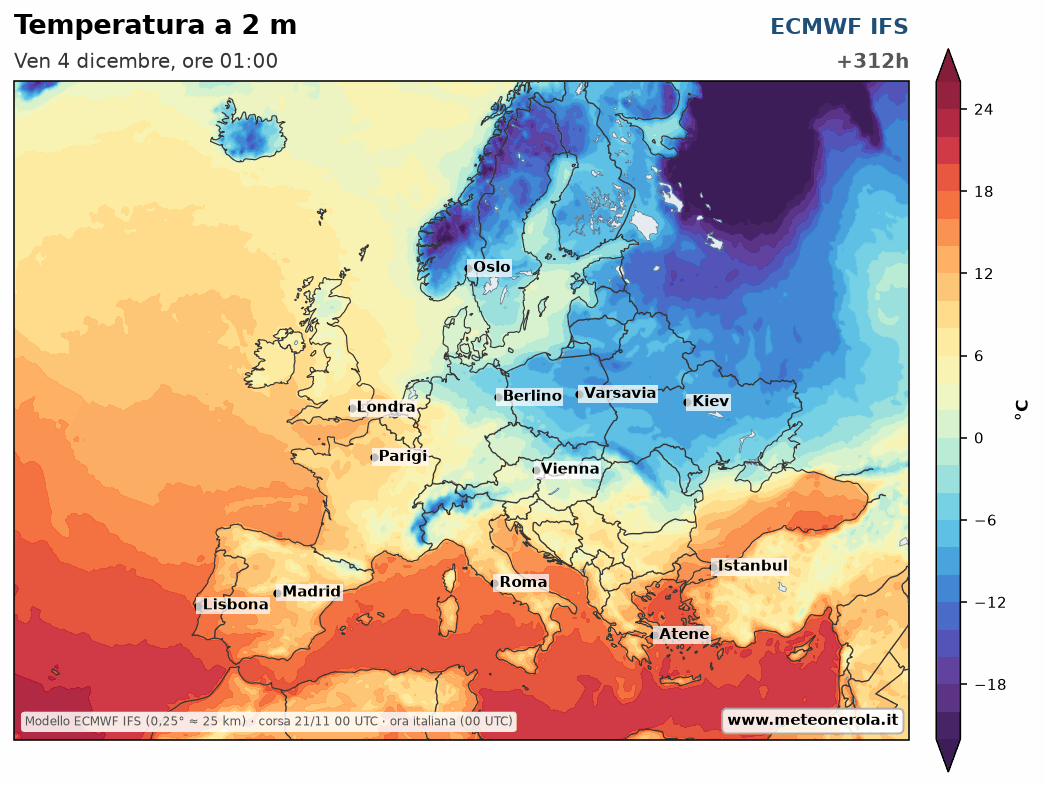 Temperatura a 2 m
ECMWF IFS
Ven 4 dicembre, ore 01:00
+312h
24
18
12
6
0
−6
−12
−18
°C
Oslo
Londra
Berlino
Varsavia
Kiev
Parigi
Vienna
Istanbul
Roma
Madrid
Lisbona
Atene
Modello ECMWF IFS (0,25° ≈ 25 km) · corsa 21/11 00 UTC · ora italiana (00 UTC)
www.meteonerola.it